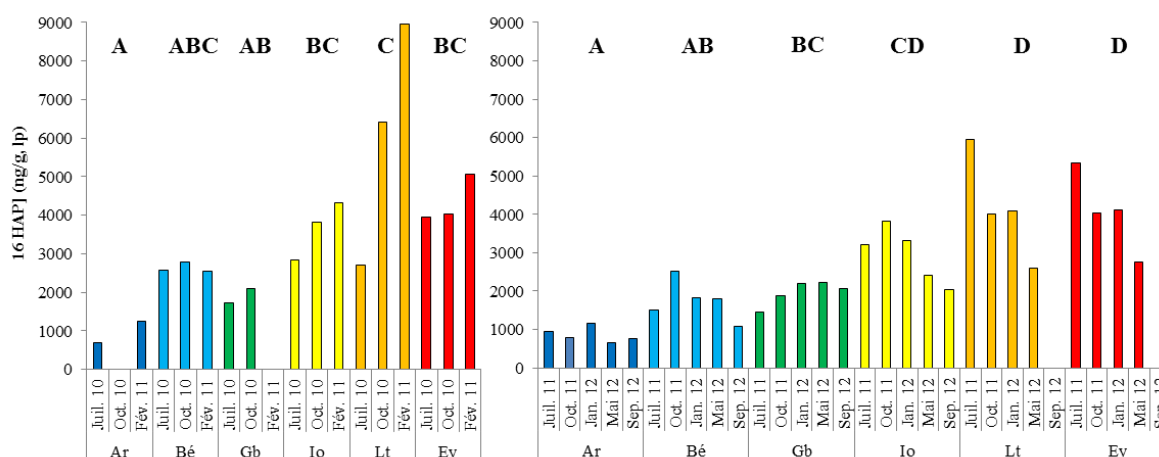 16 HAP] (ng/g, lp)
9000
8000
7000
6000
5000
4000
3000
2000
1000
0
A ABC AB BC C BC
Juil. 10 Oct. 10 Fév. 11 Juil. 10 Oct. 10 Fév. 11 Juil. 10 Oct. 10 Fév. 11 Juil. 10 Oct. 10 Fév. 11 Juil. 10 Oct. 10 Fév. 11 Juil. 10 Oct. 10 Fév. 11
Ar Bé Gb Io Lt Ev
9000
8000
7000
6000
5000
4000
3000
2000
1000
0
A AB BC CD D D
Juil. 11 Oct. 11 Jan. 12 Mai 12 Sep. 12 Juil. 11 Oct. 11 Jan. 12 Mai 12 Sep. 12 Juil. 11 Oct. 11 Jan. 12 Mai 12 Sep. 12 Juil. 11 Oct. 11 Jan. 12 Mai 12 Sep. 12 Juil. 11 Oct. 11 Jan. 12 Mai 12 Sep. 12 Juil. 11 Oct. 11 Jan. 12 Mai 12 Sep. 12
Ar Bé Gb Io Lt Ev